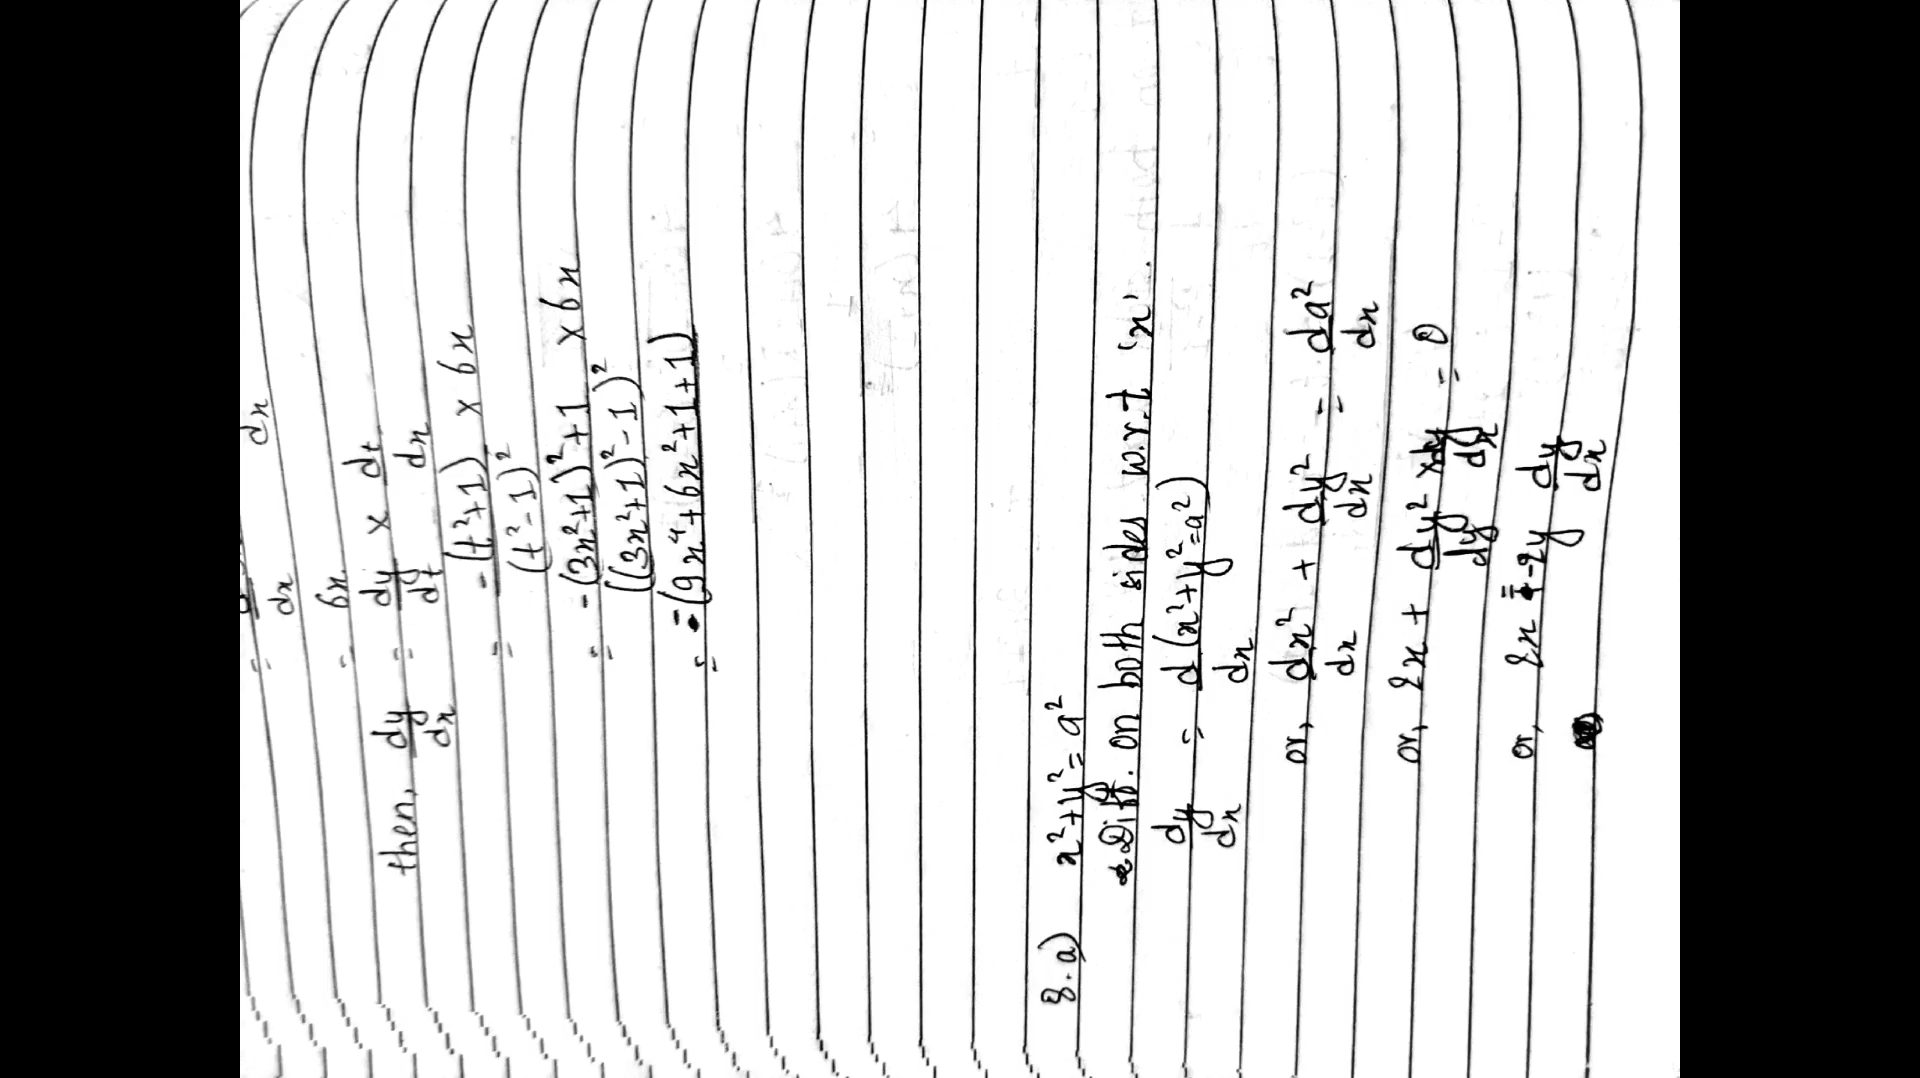 dx
dx
= 6x
then, dy/dx = dy/dt × dt/dx
= -(t²+1)/(t²-1)² × 6x
= -(3x²+1)²+1/((3x²+1)²-1)² × 6x
= -(9x⁴+6x²+1+1)
8.a) x²+y²=a²
Diff. on both sides w.r.t 'x'.
dy/dx = d(x²+y²=a²)/dx
or, dx²/dx + dy²/dx = da²/dx
or, 2x + dy²/dy × dy/dx = 0
or, 2x = -2y dy/dx